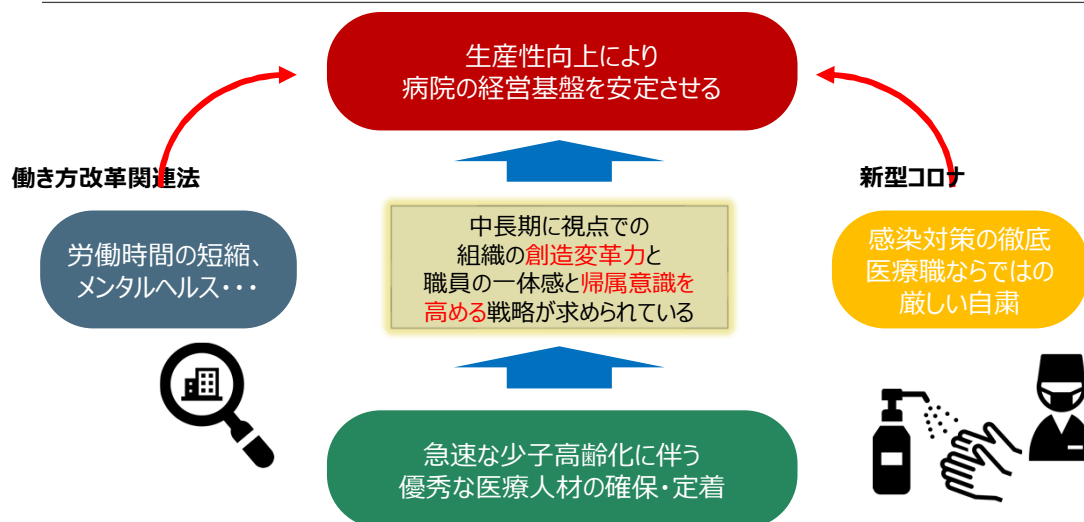 生産性向上により
病院の経営基盤を安定させる
働き方改革関連法
新型コロナ
労働時間の短縮、
メンタルヘルス・・・
中長期に視点での
組織の創造変革力と
職員の一体感と帰属意識を
高める戦略が求められている
感染対策の徹底
医療職ならではの
厳しい自粛
急速な少子高齢化に伴う
優秀な医療人材の確保・定着